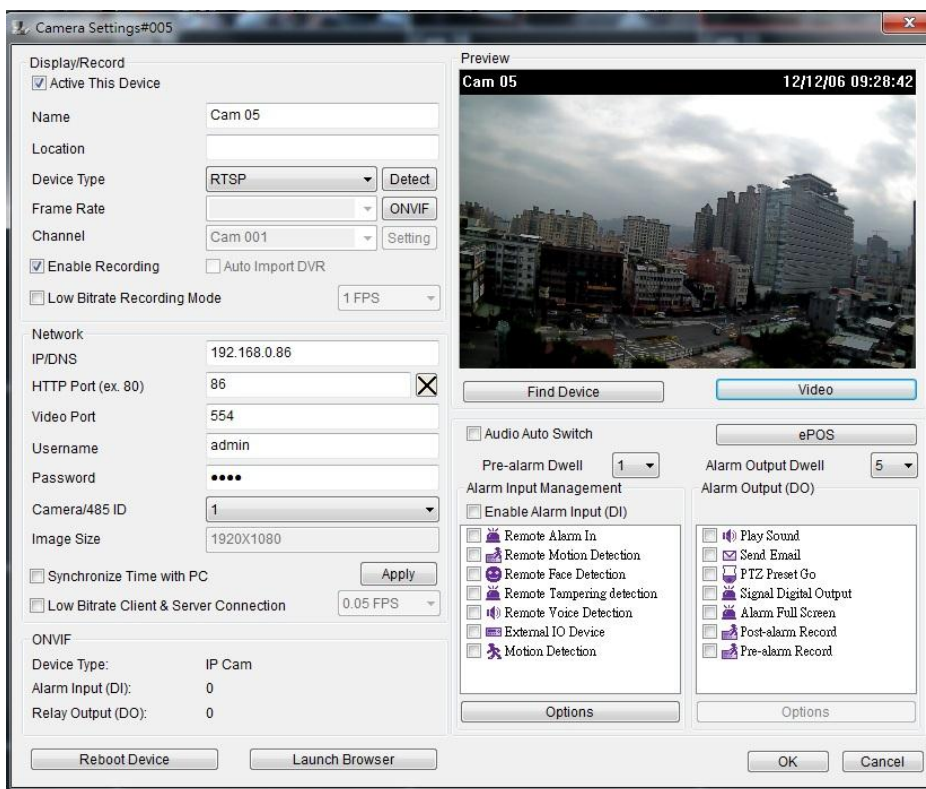 Camera Settings#005
Display/Record
Active This Device
Name Cam 05
Location
Device Type RTSP Detect
Frame Rate ONVIF
Channel Cam 001 Setting
Enable Recording Auto Import DVR
Low Bitrate Recording Mode 1 FPS
Network
IP/DNS 192.168.0.86
HTTP Port (ex. 80) 86
Video Port 554
Username admin
Password ••••
Camera/485 ID 1
Image Size 1920X1080
Synchronize Time with PC Apply
Low Bitrate Client & Server Connection 0.05 FPS
ONVIF
Device Type: IP Cam
Alarm Input (DI): 0
Relay Output (DO): 0
Reboot Device Launch Browser
Preview
Cam 05 12/12/06 09:28:42
Find Device Video
Audio Auto Switch ePOS
Pre-alarm Dwell 1 Alarm Output Dwell 5
Alarm Input Management
Enable Alarm Input (DI)
Remote Alarm In
Remote Motion Detection
Remote Face Detection
Remote Tampering detection
Remote Voice Detection
External IO Device
Motion Detection
Options
Alarm Output (DO)
Play Sound
Send Email
PTZ Preset Go
Signal Digital Output
Alarm Full Screen
Post-alarm Record
Pre-alarm Record
Options
OK Cancel